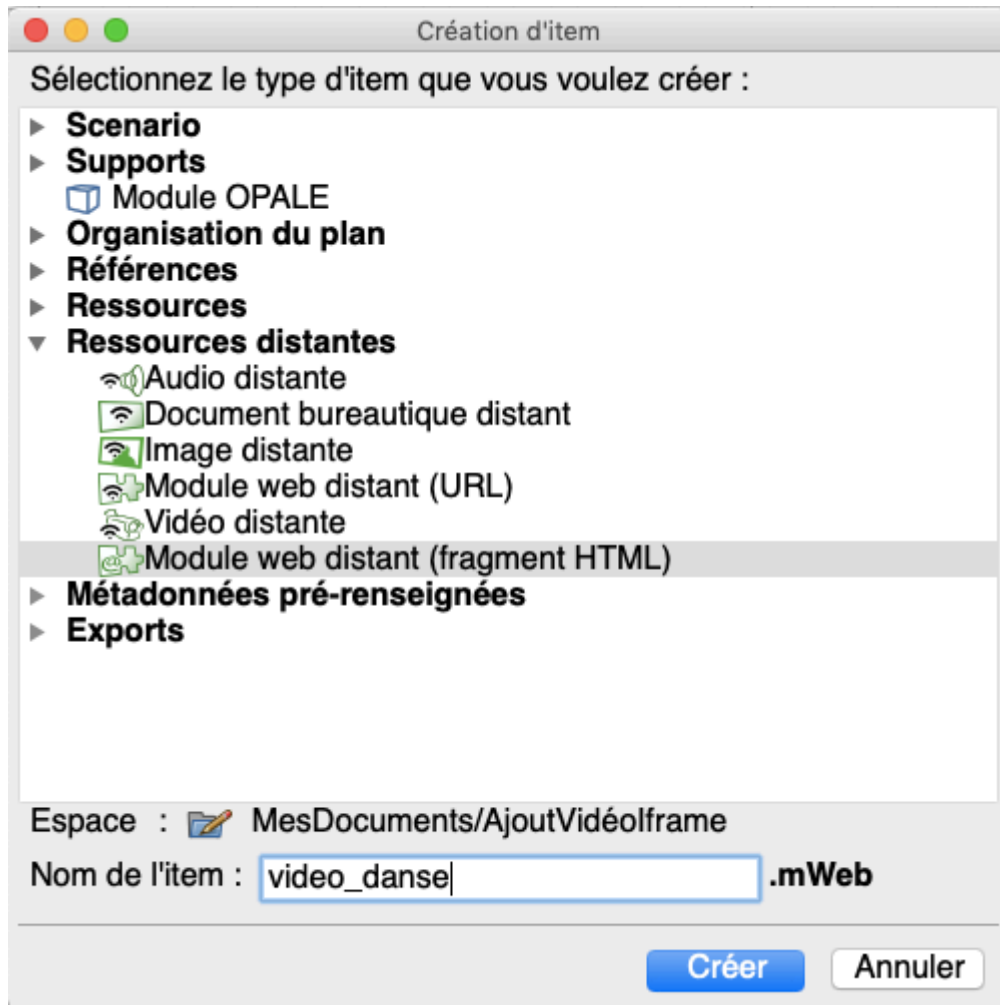 Création d'item
Sélectionnez le type d'item que vous voulez créer :
Scenario
Supports
Module OPALE
Organisation du plan
Références
Ressources
Ressources distantes
Audio distante
Document bureautique distant
Image distante
Module web distant (URL)
Vidéo distante
Module web distant (fragment HTML)
Métadonnées pré-renseignées
Exports
Espace : MesDocuments/AjoutVidéoIframe
Nom de l'item : video_danse .mWeb
Créer Annuler